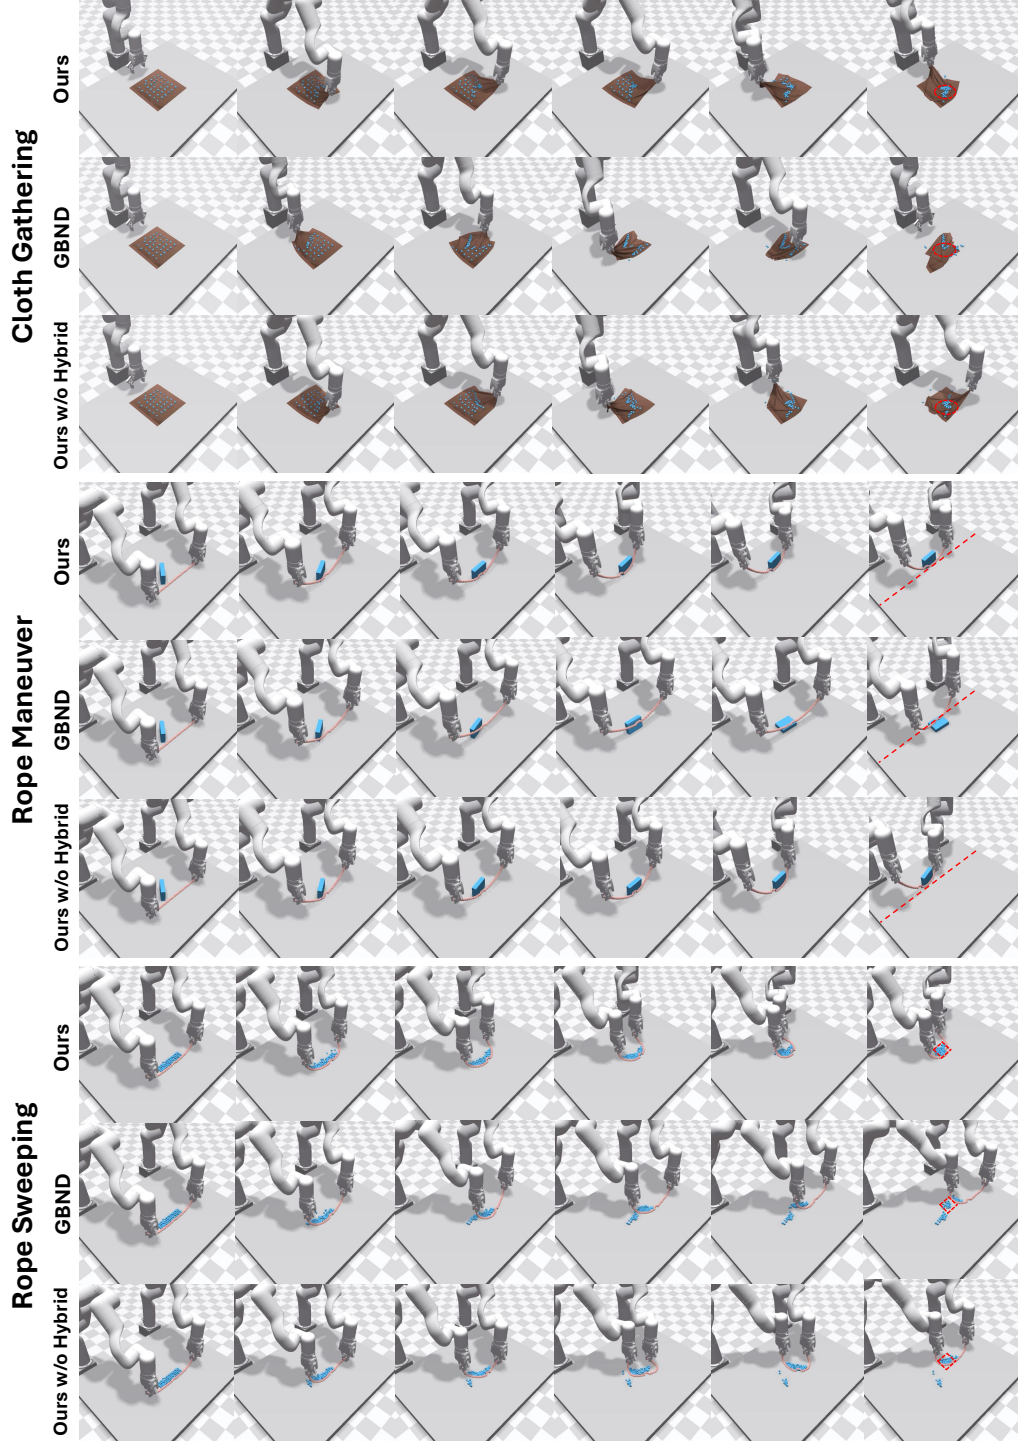 Cloth Gathering
Ours
GBND
Ours w/o Hybrid
Rope Maneuver
Ours
GBND
Ours w/o Hybrid
Rope Sweeping
Ours
GBND
Ours w/o Hybrid